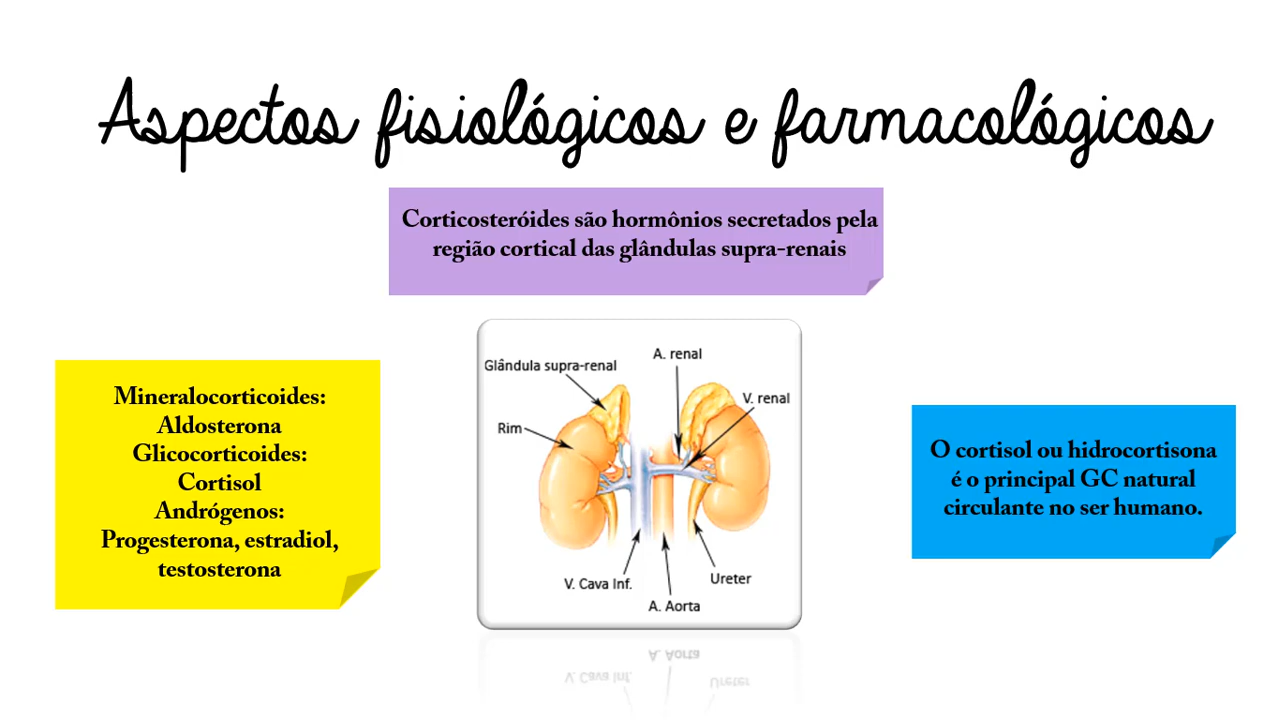 Aspectos fisiológicos e farmacológicos
Corticosteróides são hormônios secretados pela
região cortical das glândulas supra-renais
Mineralocorticoides:
Aldosterona
Glicocorticoides:
Cortisol
Andrógenos:
Progesterona, estradiol,
testosterona
Glândula supra-renal
A. renal
V. renal
Rim
V. Cava Inf.
Ureter
A. Aorta
O cortisol ou hidrocortisona
é o principal GC natural
circulante no ser humano.